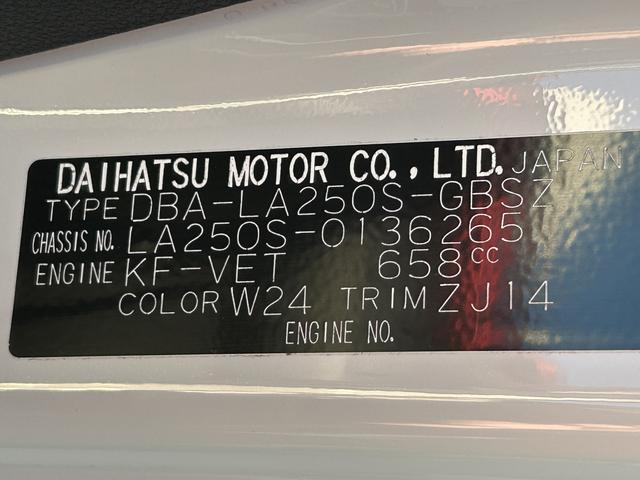 DAIHATSU MOTOR CO., LTD. JAPAN
TYPE DBA-LA250S-GBSZ
CHASSIS NO. LA250S-0136265
ENGINE KF-VET 658cc
COLOR W24 TRIM ZJ14
ENGINE NO.